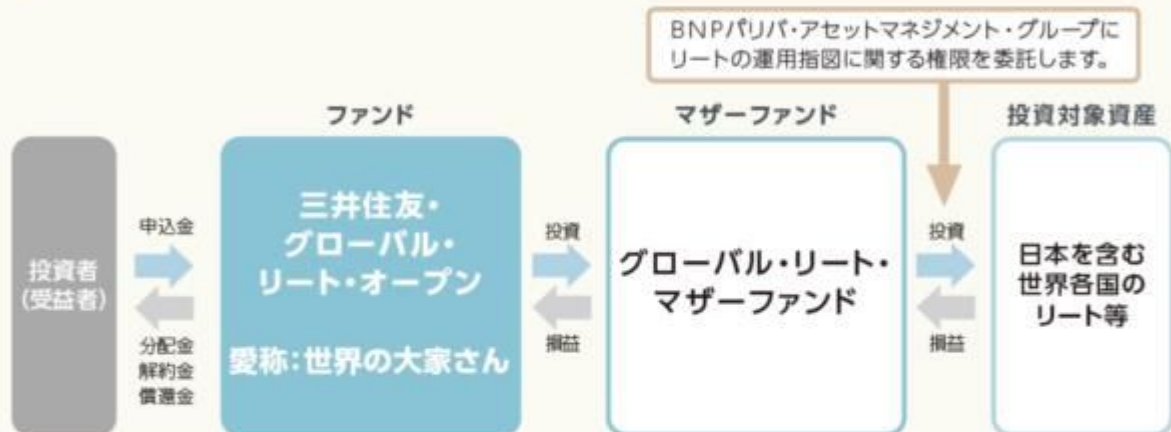 BNPパリバ・アセットマネジメント・グループに
リートの運用指図に関する権限を委託します。
ファンド
マザーファンド
投資対象資産
投資者
(受益者)
申込金
分配金
解約金
償還金
三井住友・
グローバル・
リート・オープン
愛称:世界の大家さん
投資
損益
グローバル・リート・
マザーファンド
投資
損益
日本を含む
世界各国の
リート等